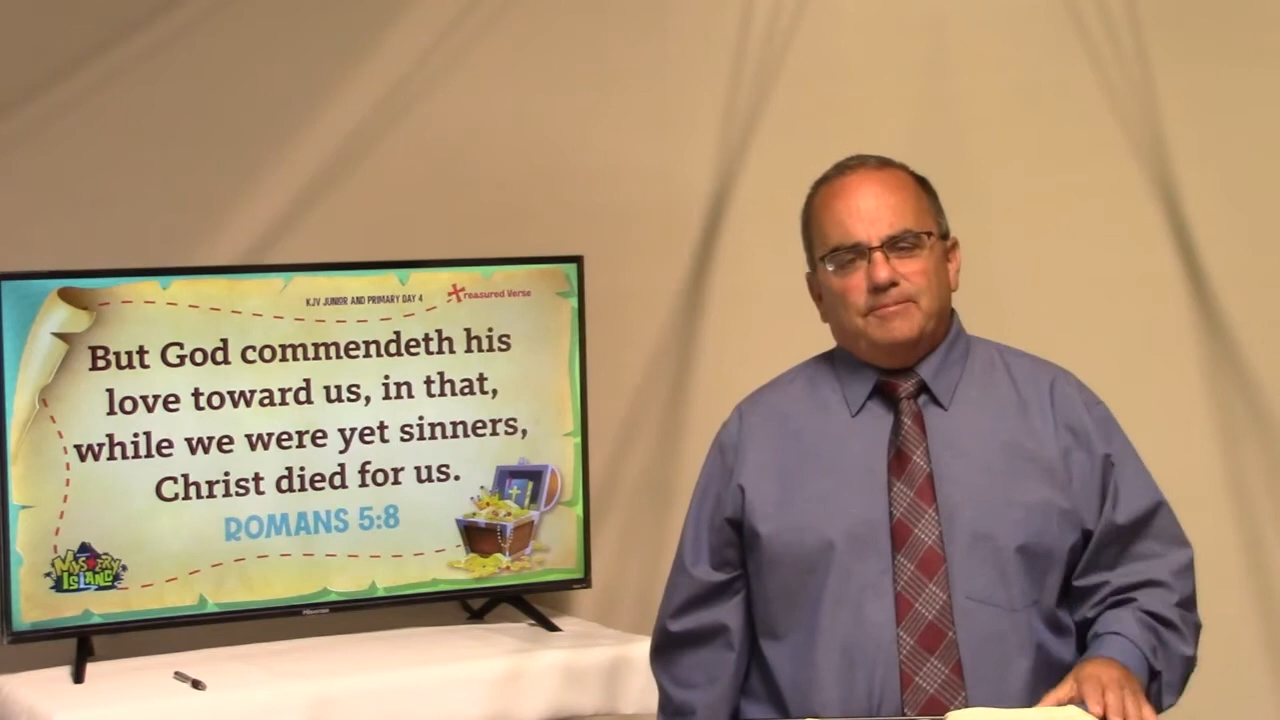 KJV JUNIOR AND PRIMARY DAY 4
Treasured Verse
But God commendeth his
love toward us, in that,
while we were yet sinners,
Christ died for us.
ROMANS 5:8
MYSTERY
ISLAND
Hisense